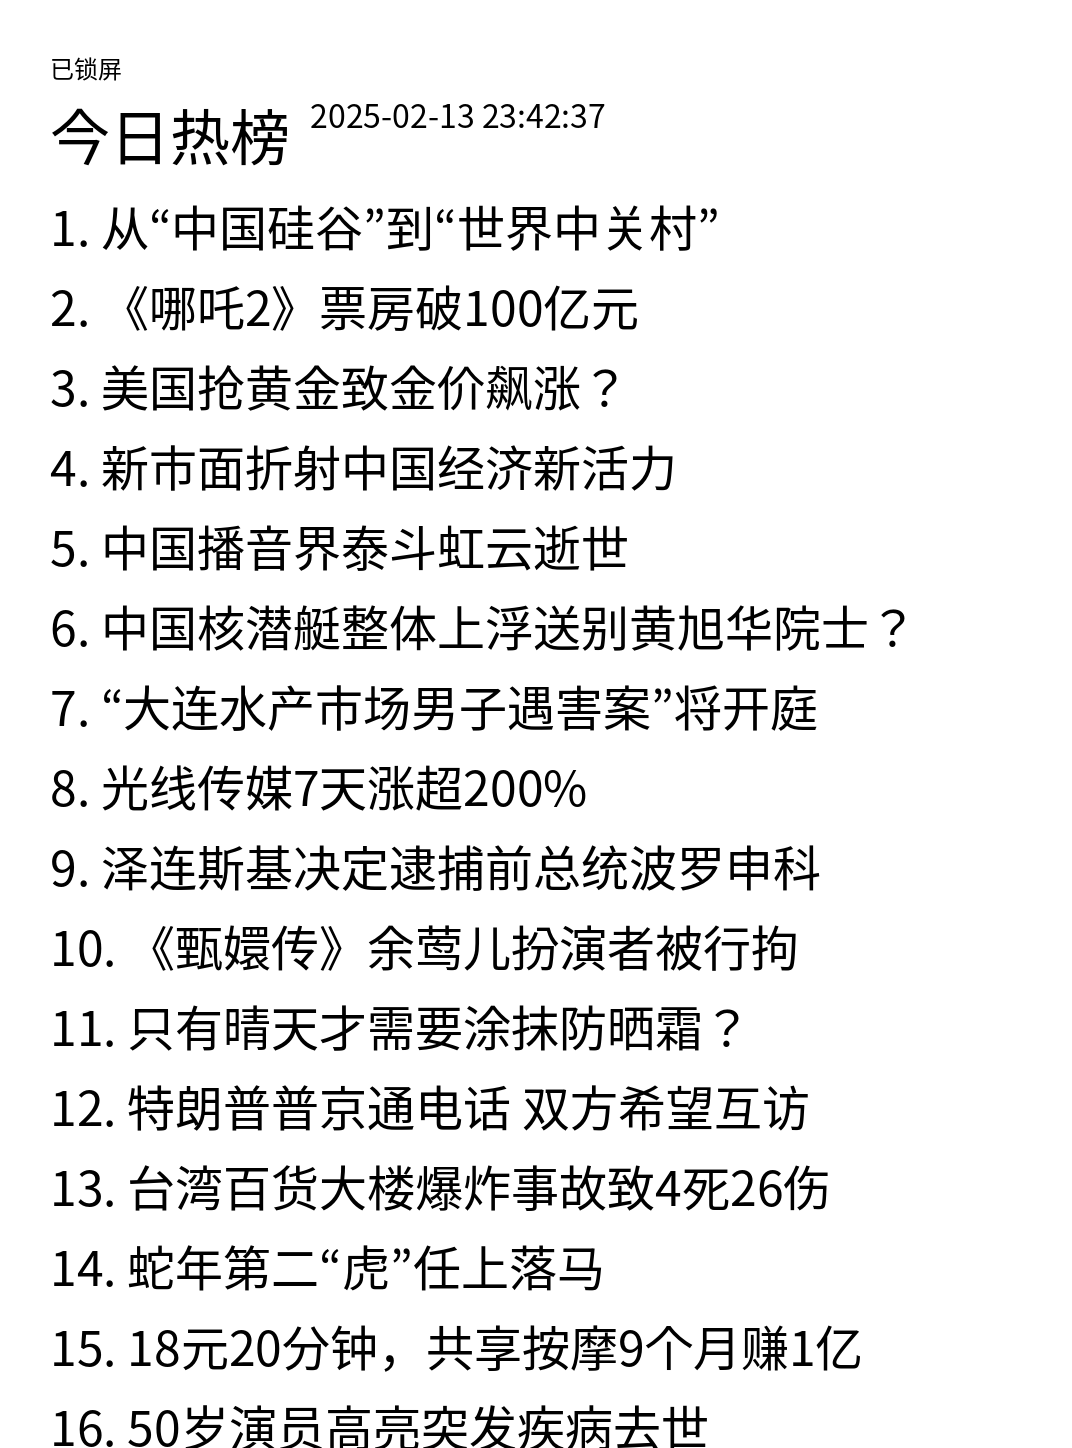 已锁屏
今日热榜 2025-02-13 23:42:37
1. 从“中国硅谷”到“世界中关村”
2. 《哪吒2》票房破100亿元
3. 美国抢黄金致金价飙涨？
4. 新市面折射中国经济新活力
5. 中国播音界泰斗虹云逝世
6. 中国核潜艇整体上浮送别黄旭华院士？
7. “大连水产市场男子遇害案”将开庭
8. 光线传媒7天涨超200%
9. 泽连斯基决定逮捕前总统波罗申科
10. 《甄嬛传》余莺儿扮演者被行拘
11. 只有晴天才需要涂抹防晒霜？
12. 特朗普普京通电话 双方希望互访
13. 台湾百货大楼爆炸事故致4死26伤
14. 蛇年第二“虎”任上落马
15. 18元20分钟，共享按摩9个月赚1亿
16. 50岁演员高亮突发疾病去世